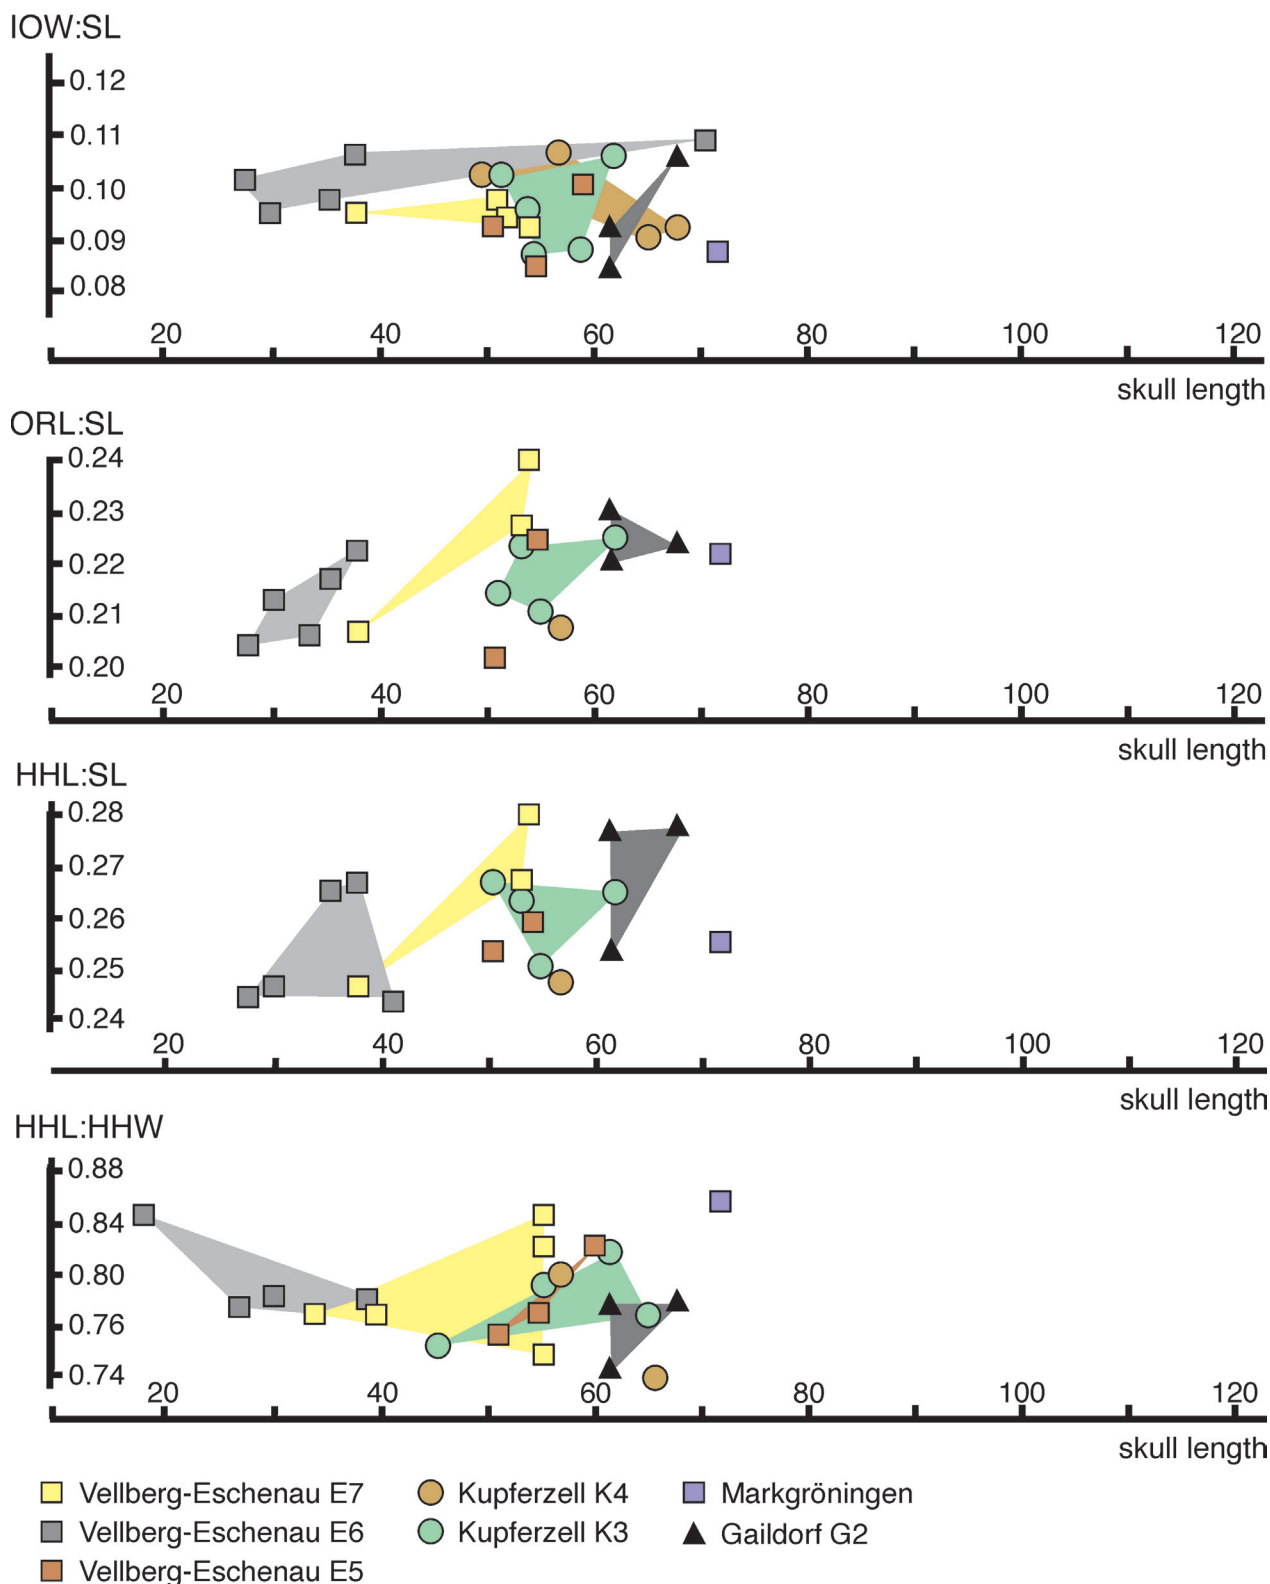 IOW:SL
0.12
0.11
0.10
0.09
0.08
20 40 60 80 100 120
skull length
ORL:SL
0.24
0.23
0.22
0.21
0.20
20 40 60 80 100 120
skull length
HHL:SL
0.28
0.27
0.26
0.25
0.24
20 40 60 80 100 120
skull length
HHL:HHW
0.88
0.84
0.80
0.76
0.74
20 40 60 80 100 120
skull length
Vellberg-Eschenau E7 Kupferzell K4 Markgröningen
Vellberg-Eschenau E6 Kupferzell K3 Gaildorf G2
Vellberg-Eschenau E5